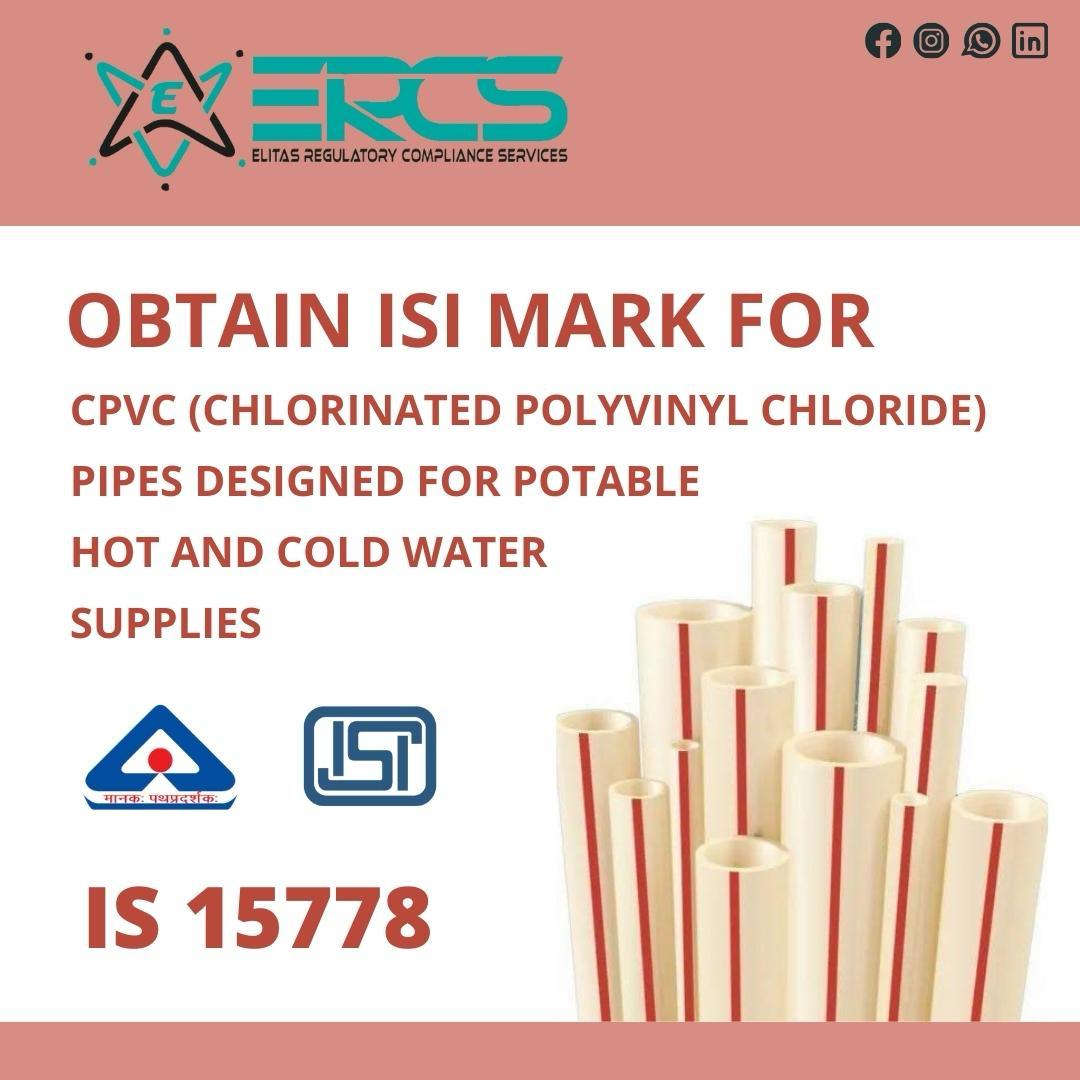 E
ERCS
ELITAS REGULATORY COMPLIANCE SERVICES
OBTAIN ISI MARK FOR
CPVC (CHLORINATED POLYVINYL CHLORIDE)
PIPES DESIGNED FOR POTABLE
HOT AND COLD WATER
SUPPLIES
मानकः पथप्रदर्शकः
ISI
IS 15778